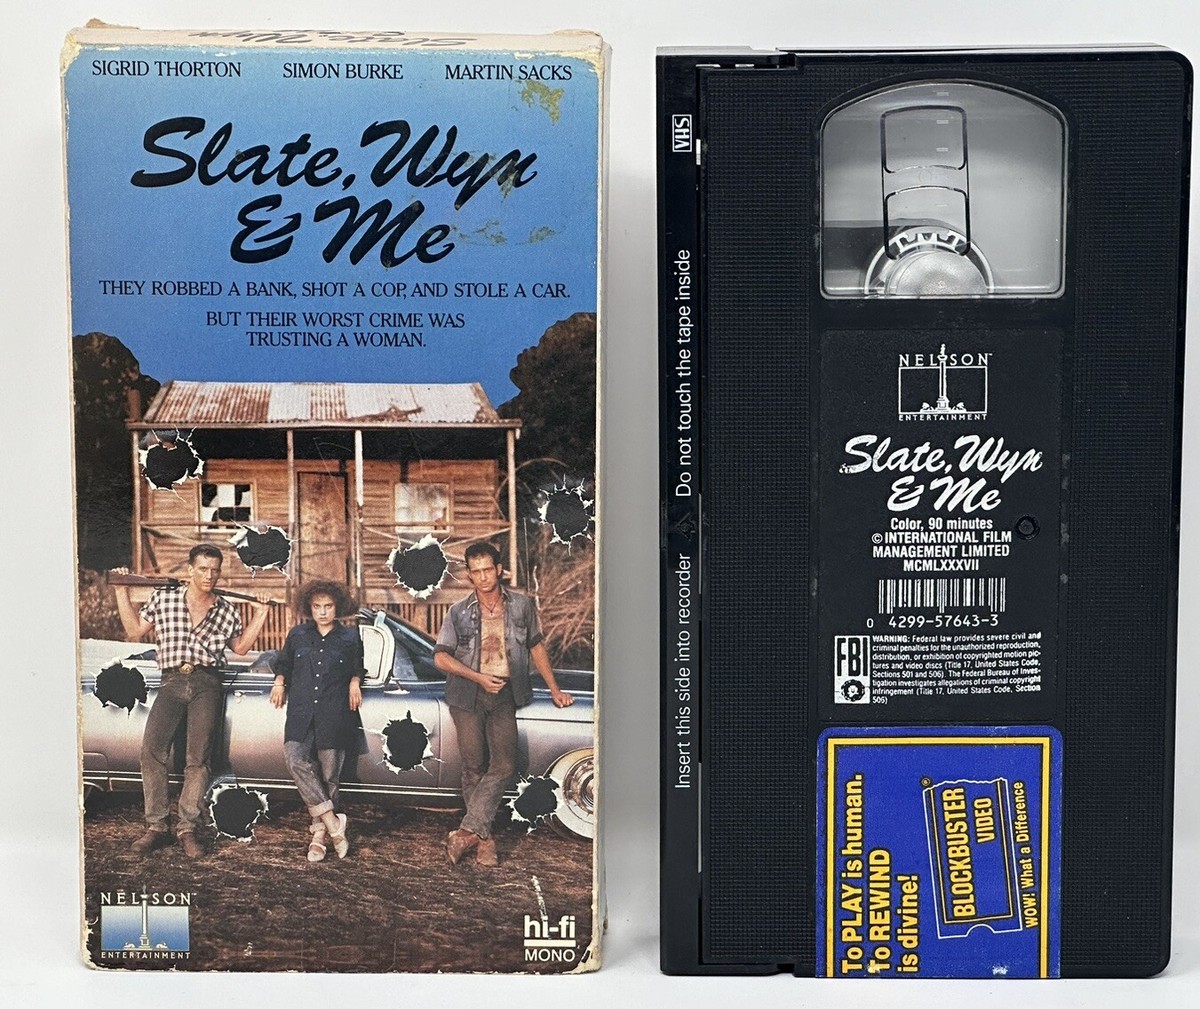 SIGRID THORTON SIMON BURKE MARTIN SACKS
Slate, Wyn
& Me
THEY ROBBED A BANK, SHOT A COP, AND STOLE A CAR.
BUT THEIR WORST CRIME WAS
TRUSTING A WOMAN.
NELSON™
ENTERTAINMENT
hi-fi
MONO
VHS
Insert this side into recorder Do not touch the tape inside
NELSON™
ENTERTAINMENT
Slate, Wyn
& Me
Color, 90 minutes
© INTERNATIONAL FILM
MANAGEMENT LIMITED
MCMLXXXVII
0 4299-57643-3
FBI
WARNING: Federal law provides severe civil and
criminal penalties for the unauthorized reproduction,
distribution, or exhibition of copyrighted motion pic-
tures and video discs (Title 17, United States Code,
Sections 501 and 506). The Federal Bureau of Inves-
tigation investigates allegations of criminal copyright
infringement (Title 17, United States Code, Section
506)
To PLAY is human.
To REWIND
is divine!
BLOCKBUSTER
VIDEO
®
WOW! What a Difference